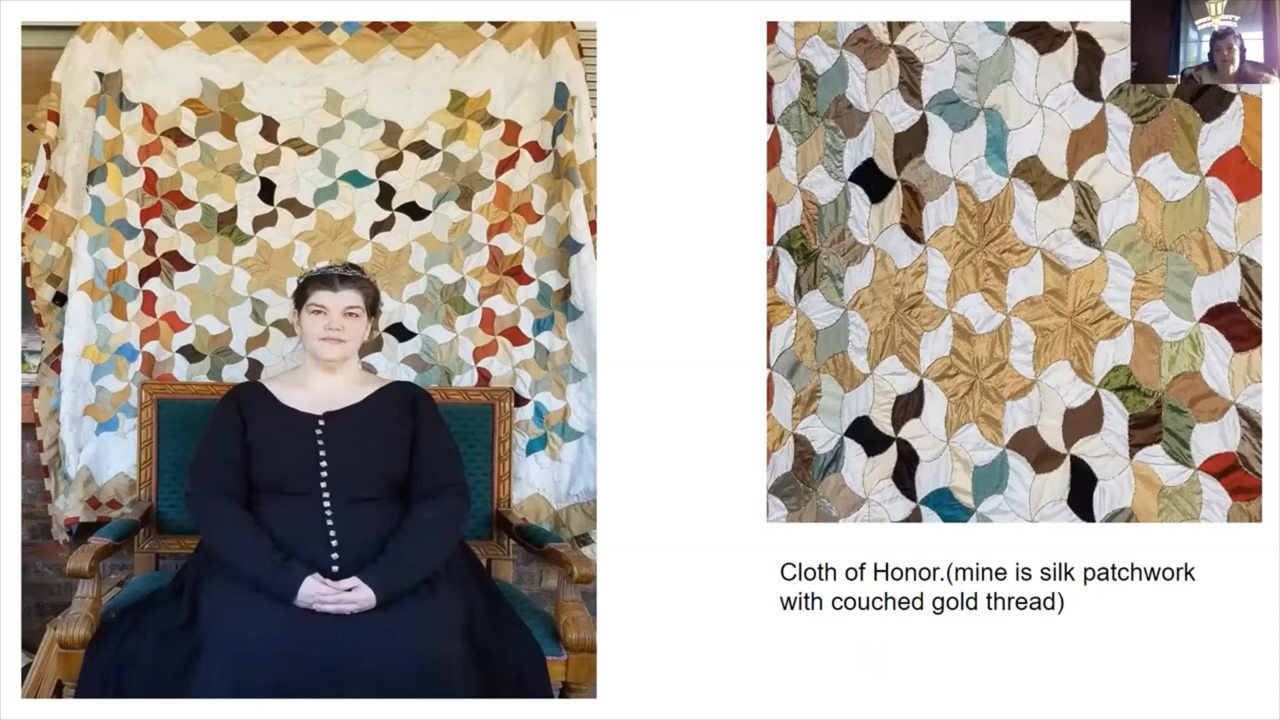 Cloth of Honor.(mine is silk patchwork
with couched gold thread)